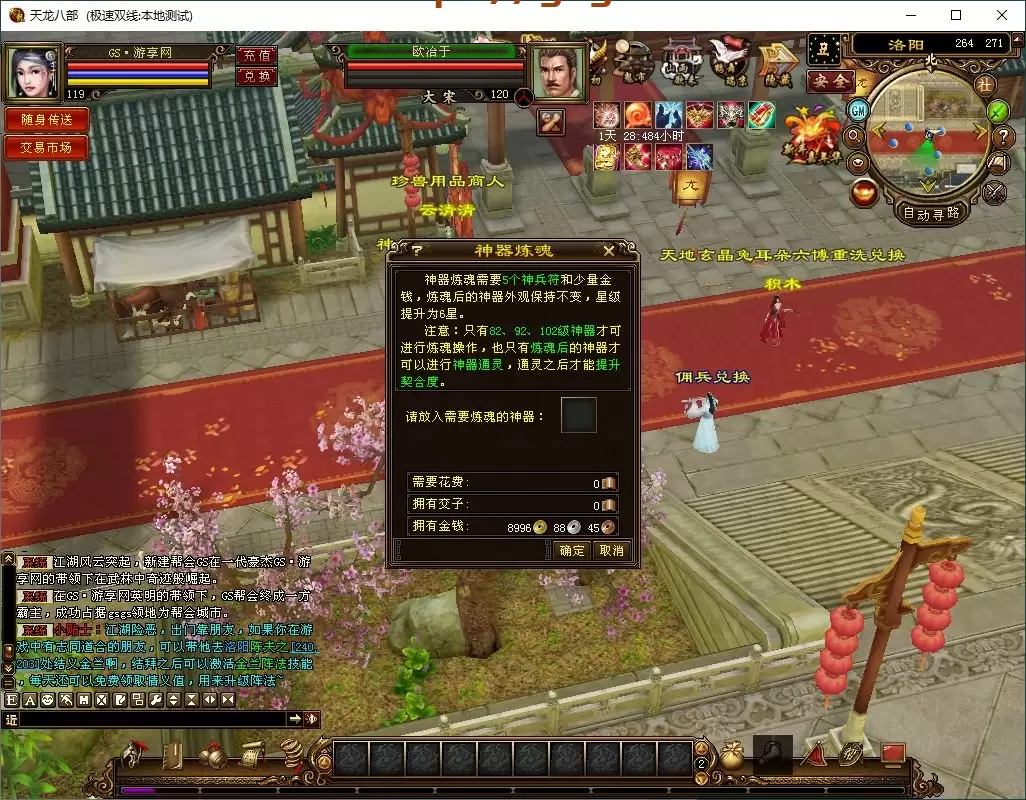 天龙八部 (极速双线:本地测试)
GS·游享网
119
充值
兑换
欧冶于
大宋
120
丑
洛阳
264 271
北
安全
社
GM
自动寻路
随身传送
交易市场
1天 28:484小时
珍兽用品商人
云清清
神
天地玄晶兔耳朵六博重洗兑换
积木
佣兵兑换
? 神器炼魂
神器炼魂需要5个神兵符和少量金
钱，炼魂后的神器外观保持不变，星级
提升为6星。
注意：只有82、92、102级神器才可
进行炼魂操作，也只有炼魂后的神器才
可以进行神器通灵，通灵之后才能提升
契合度。
请放入需要炼魂的神器：
需要花费: 0
拥有交子: 0
拥有金钱: 8996 88 45
确定 取消
系统 江湖风云突起，新建帮会GS在一代豪杰GS·游
享网的带领下在武林中奇迹般崛起。
系统 在GS·游享网英明的带领下，GS帮会终成一方
霸主，成功占据gsgs领地为帮会城市。
系统 小贴士：江湖险恶，出门靠朋友，如果你在游
戏中有志同道合的朋友，可以带他去洛阳陈夫之[240,
203]处结义金兰啊，结拜之后可以激活金兰阵法技能
，每天还可以免费领取情义值，用来升级阵法~
近
2